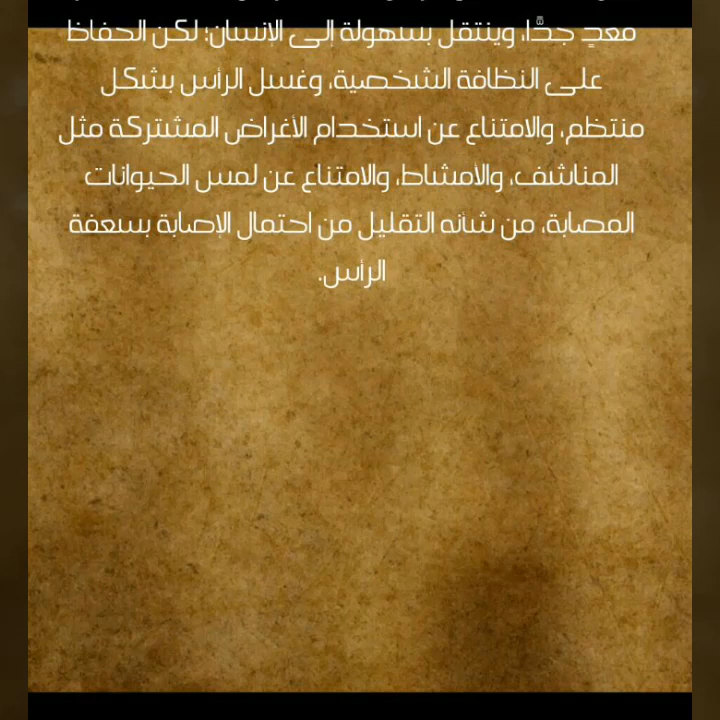 معدٍ جدًّا، وينتقل بسهولة إلى الإنسان؛ لكن الحفاظ
على النظافة الشخصية، وغسل الرأس بشكل
منتظم، والامتناع عن استخدام الأغراض المشتركة مثل
المناشف، والأمشاط، والامتناع عن لمس الحيوانات
المصابة، من شأنه التقليل من احتمال الإصابة بسعفة
الرأس.